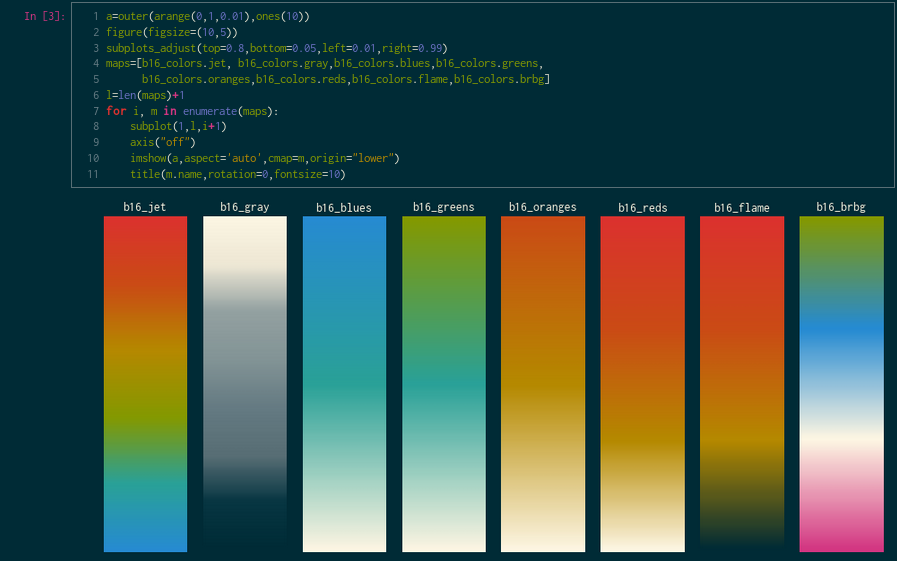 In [3]:
1 a=outer(arange(0,1,0.01),ones(10))
2 figure(figsize=(10,5))
3 subplots_adjust(top=0.8,bottom=0.05,left=0.01,right=0.99)
4 maps=[b16_colors.jet, b16_colors.gray,b16_colors.blues,b16_colors.greens,
5       b16_colors.oranges,b16_colors.reds,b16_colors.flame,b16_colors.brbg]
6 l=len(maps)+1
7 for i, m in enumerate(maps):
8     subplot(1,l,i+1)
9     axis("off")
10     imshow(a,aspect='auto',cmap=m,origin="lower")
11     title(m.name,rotation=0,fontsize=10)
b16_jet b16_gray b16_blues b16_greens b16_oranges b16_reds b16_flame b16_brbg